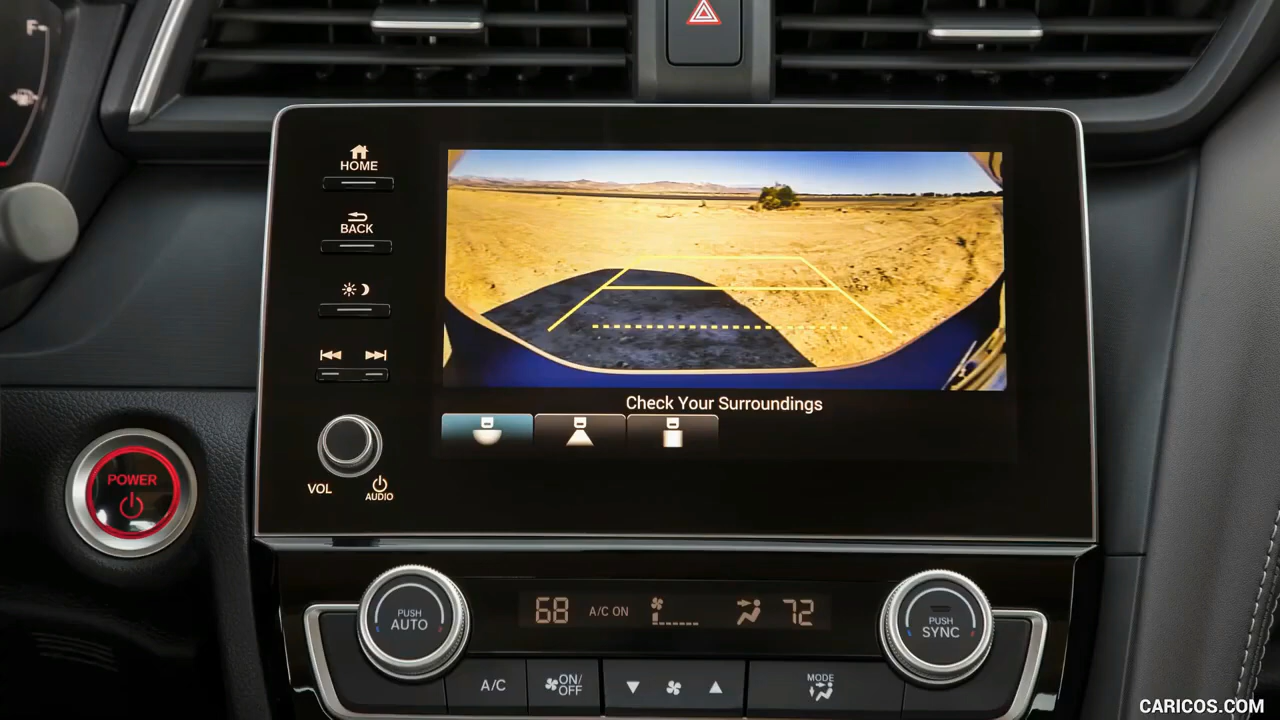 F
HOME
BACK
VOL
AUDIO
POWER
Check Your Surroundings
PUSH
AUTO
68
A/C ON
72
PUSH
SYNC
A/C
ON/
OFF
MODE
CARICOS.COM